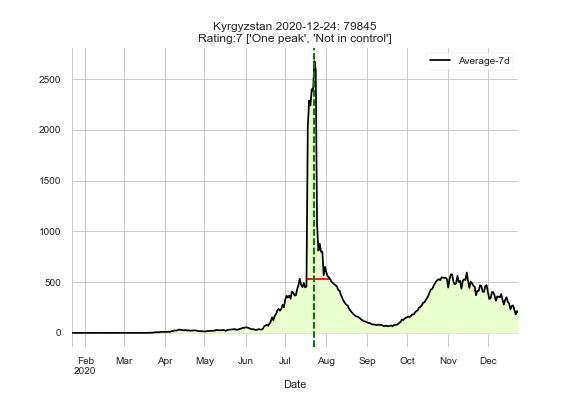 Kyrgyzstan 2020-12-24: 79845
Rating:7 ['One peak', 'Not in control']
Average-7d
2500
2000
1500
1000
500
0
Feb Mar Apr May Jun Jul Aug Sep Oct Nov Dec
2020
Date